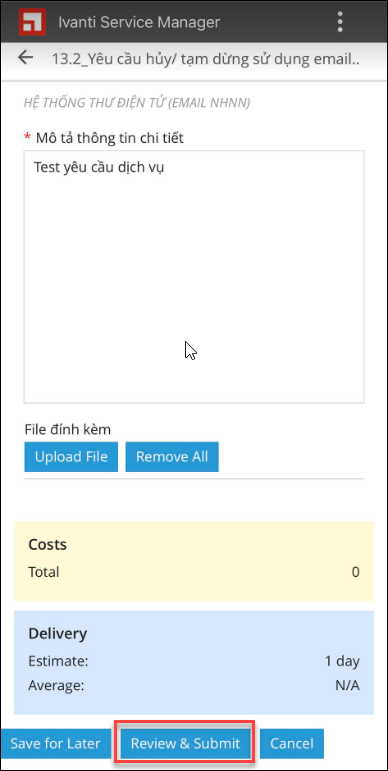 Ivanti Service Manager
13.2_Yêu cầu hủy/ tạm dừng sử dụng email..
HỆ THỐNG THƯ ĐIỆN TỬ (EMAIL NHNN)
* Mô tả thông tin chi tiết
Test yêu cầu dịch vụ
File đính kèm
Upload File Remove All
Costs
Total 0
Delivery
Estimate: 1 day
Average: N/A
Save for Later Review & Submit Cancel